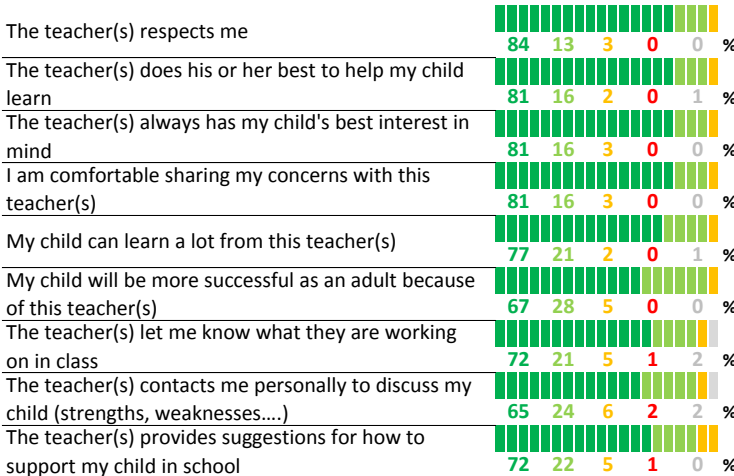 The teacher(s) respects me
84 13 3 0 0 %
The teacher(s) does his or her best to help my child
learn
81 16 2 0 1 %
The teacher(s) always has my child's best interest in
mind
81 16 3 0 0 %
I am comfortable sharing my concerns with this
teacher(s)
81 16 3 0 0 %
My child can learn a lot from this teacher(s)
77 21 2 0 1 %
My child will be more successful as an adult because
of this teacher(s)
67 28 5 0 0 %
The teacher(s) let me know what they are working
on in class
72 21 5 1 2 %
The teacher(s) contacts me personally to discuss my
child (strengths, weaknesses....)
65 24 6 2 2 %
The teacher(s) provides suggestions for how to
support my child in school
72 22 5 1 0 %